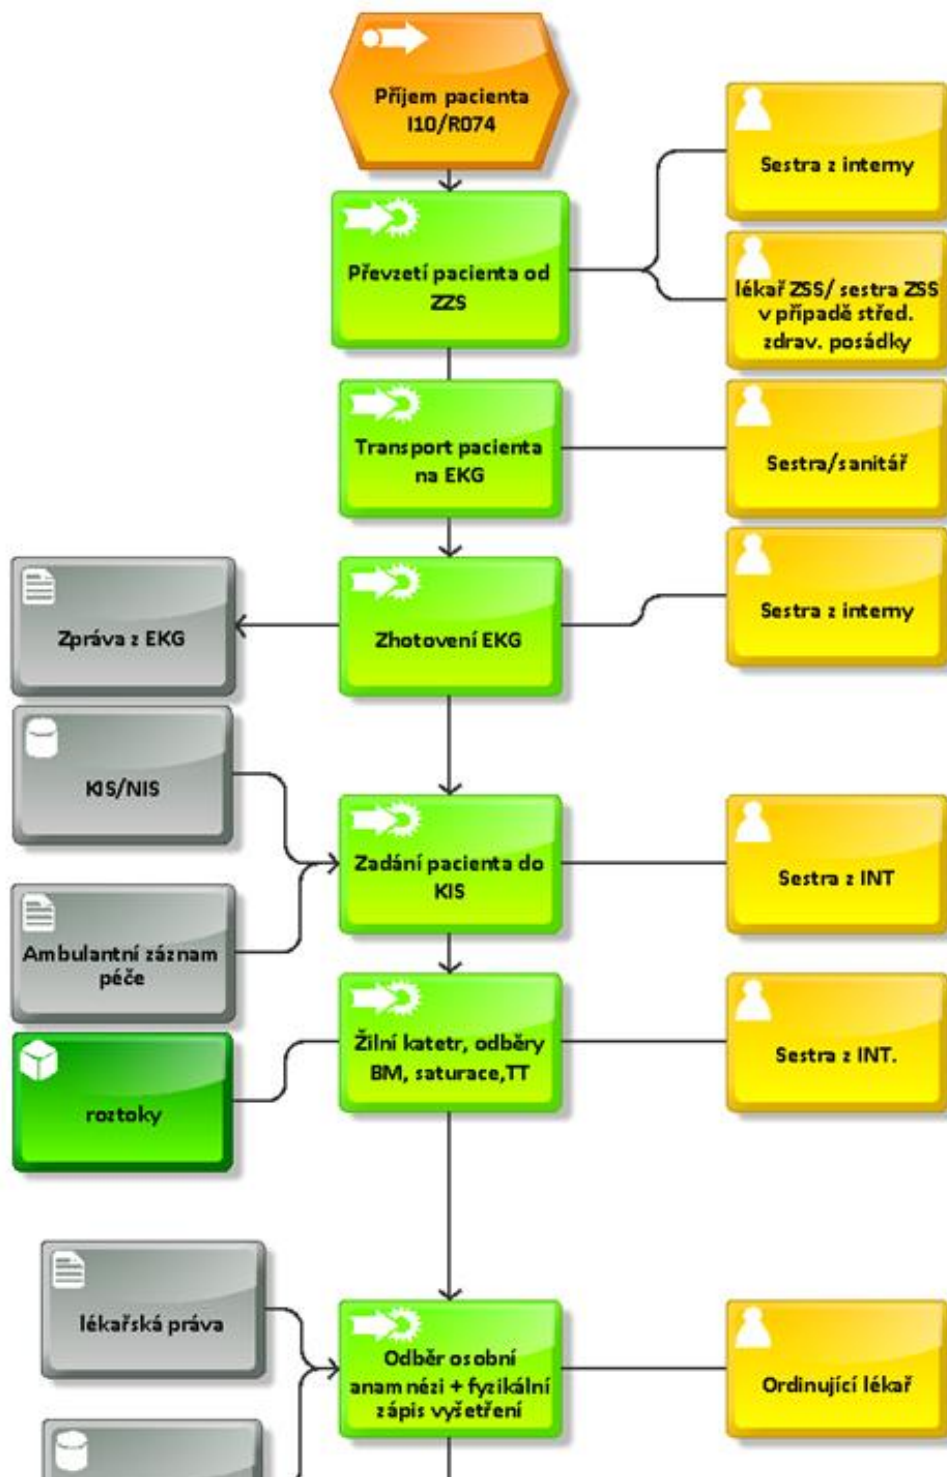 Příjem pacienta
I10/R074
Sestra z interny
Převzetí pacienta od
ZZS
lékař ZSS/ sestra ZSS
v případě střed.
zdrav. posádky
Transport pacienta
na EKG
Sestra/sanitář
Zpráva z EKG
Zhotovení EKG
Sestra z interny
KIS/NIS
Zadání pacienta do
KIS
Sestra z INT
Ambulantní záznam
péče
Žilní katetr, odběry
BM, saturace,TT
Sestra z INT.
roztoky
lékařská práva
Odběr osobní
anamnézi + fyzikální
zápis vyšetření
Ordinující lékař